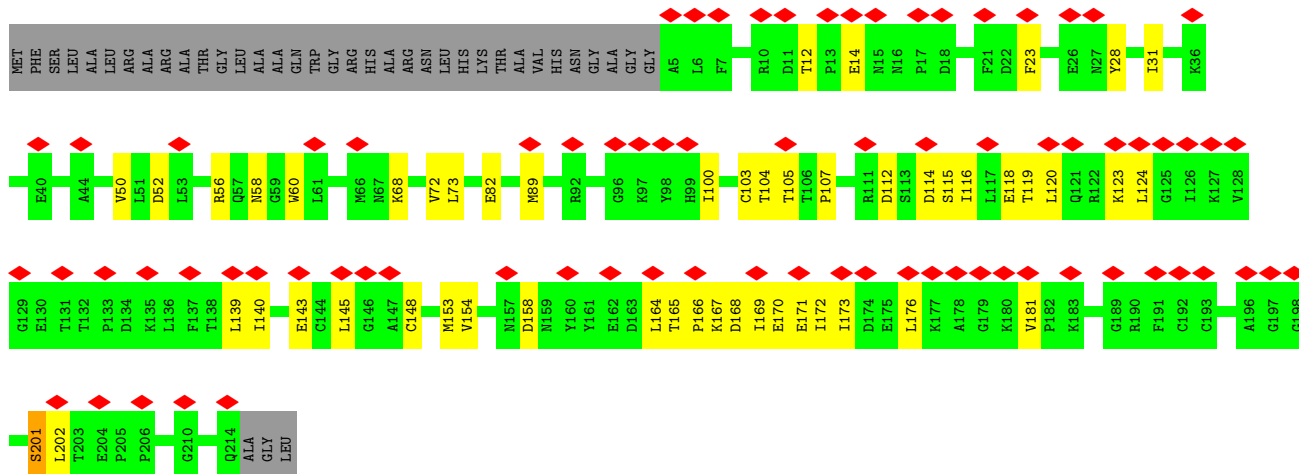 MET PHE SER LEU ALA LEU LEU ARG ALA ARG ALA THR GLY LEU ALA ALA GLN TRP GLY ARG HIS ALA ARG ASN LEU HIS LYS THR ALA VAL HIS ASN GLY ALA GLY GLY A5 L6 F7 R10 D11 T12 P13 E14 N15 N16 P17 D18 F21 D22 F23 E26 N27 Y28 I31 K36
E40 A44 V50 L51 D52 L53 R56 Q57 N58 G59 W60 L61 M66 N67 K68 V72 L73 E82 M89 R92 G96 K97 Y98 H99 I100 C103 T104 T105 T106 P107 R111 D112 S113 D114 S115 I116 L117 E118 T119 L120 Q121 R122 K123 L124 G125 I126 K127 V128
G129 E130 T131 T132 P133 D134 K135 L136 F137 T138 L139 I140 E143 C144 L145 G146 A147 C148 M153 V154 N157 D158 N159 Y160 Y161 E162 D163 L164 T165 P166 K167 D168 I169 E170 E171 I172 I173 D174 E175 L176 K177 A178 G179 K180 V181 P182 K183 G189 R190 F191 C192 C193 A196 G197 G198
S201 L202 T203 E204 P205 P206 G210 Q214 ALA GLY LEU